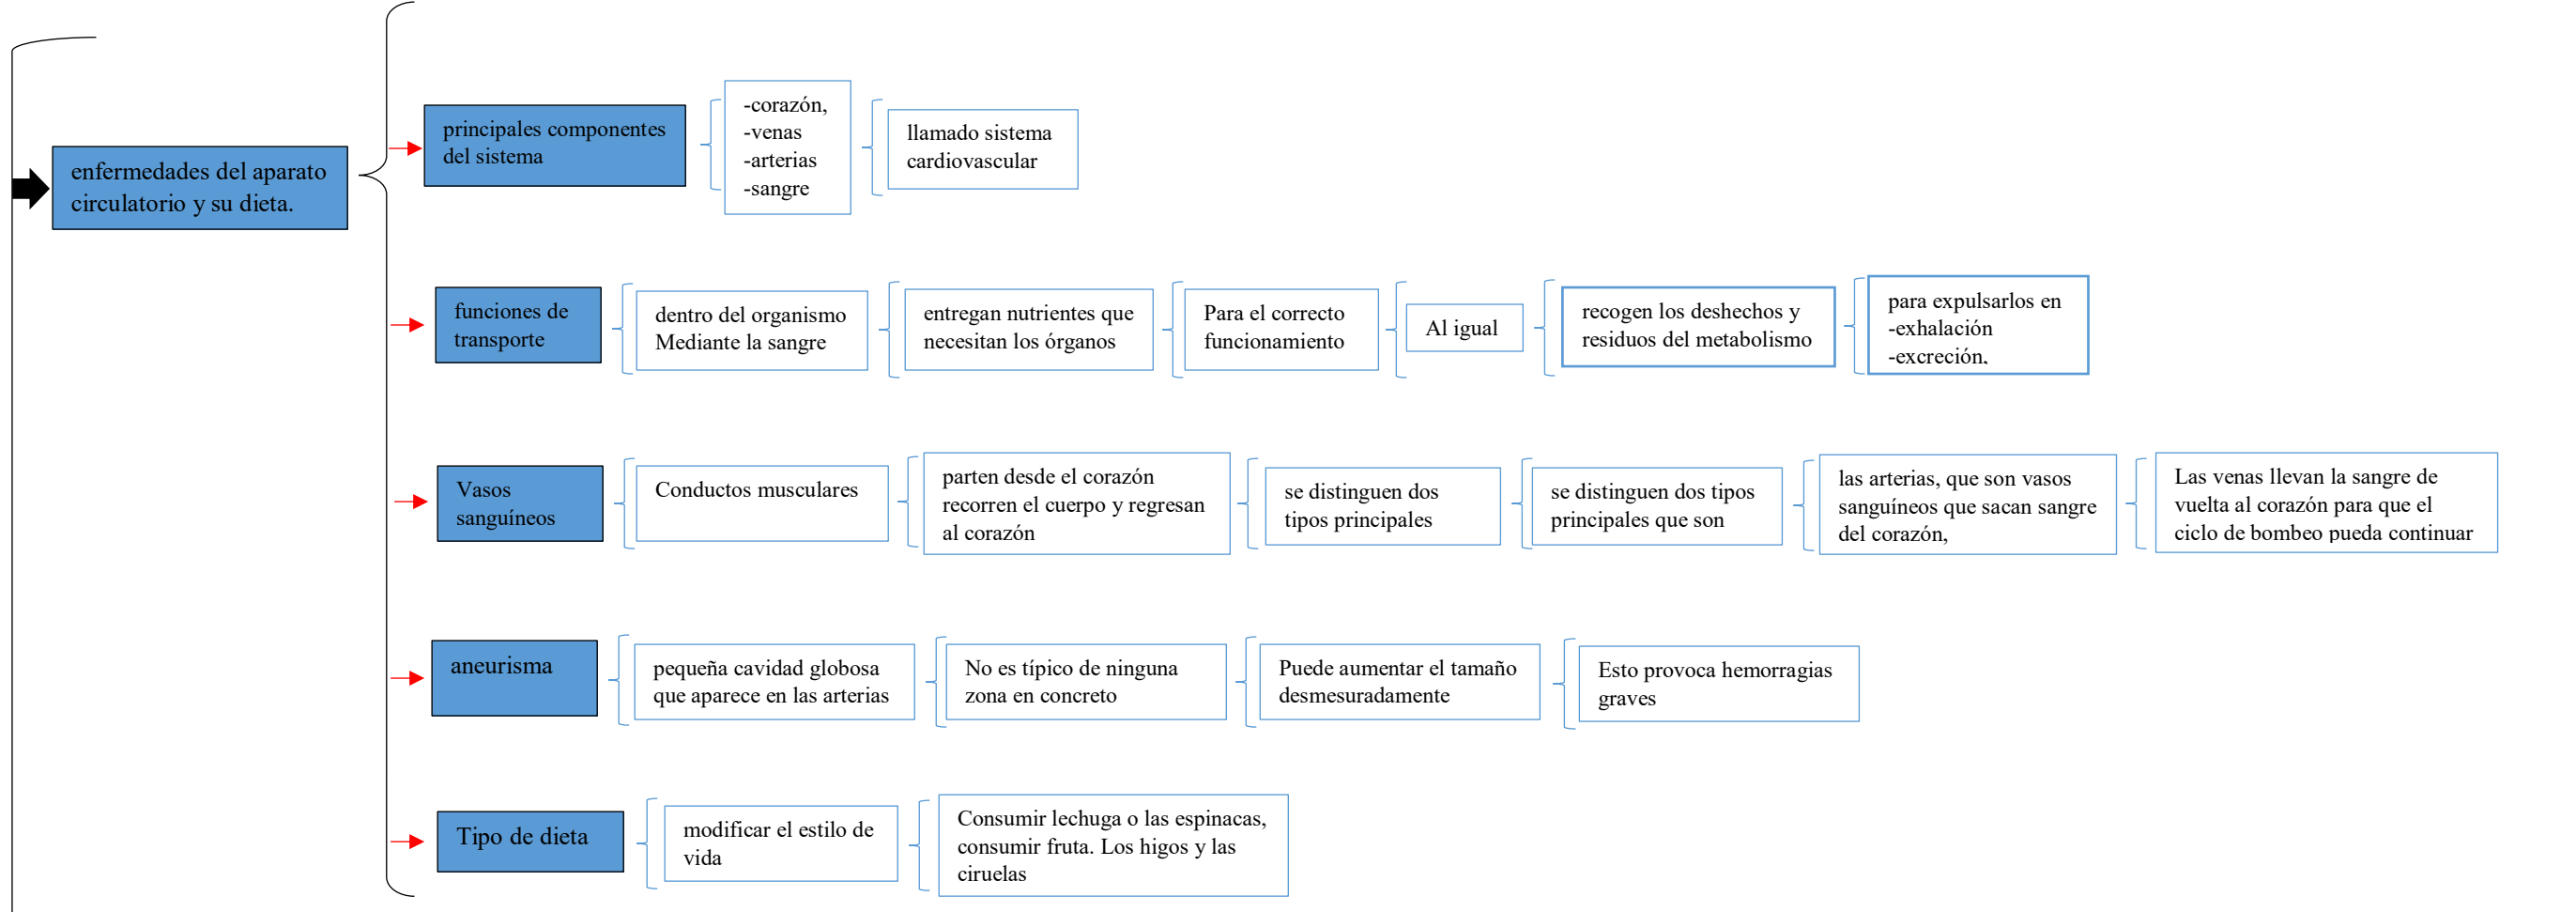 enfermedades del aparato
circulatorio y su dieta.
principales componentes
del sistema
-corazón,
-venas
-arterias
-sangre
llamado sistema
cardiovascular
funciones de
transporte
dentro del organismo
Mediante la sangre
entregan nutrientes que
necesitan los órganos
Para el correcto
funcionamiento
Al igual
recogen los deshechos y
residuos del metabolismo
para expulsarlos en
-exhalación
-excreción.
Vasos
sanguíneos
Conductos musculares
parten desde el corazón
recorren el cuerpo y regresan
al corazón
se distinguen dos
tipos principales
se distinguen dos tipos
principales que son
las arterias, que son vasos
sanguíneos que sacan sangre
del corazón,
Las venas llevan la sangre de
vuelta al corazón para que el
ciclo de bombeo pueda continuar
aneurisma
pequeña cavidad globosa
que aparece en las arterias
No es típico de ninguna
zona en concreto
Puede aumentar el tamaño
desmesuradamente
Esto provoca hemorragias
graves
Tipo de dieta
modificar el estilo de
vida
Consumir lechuga o las espinacas,
consumir fruta. Los higos y las
ciruelas